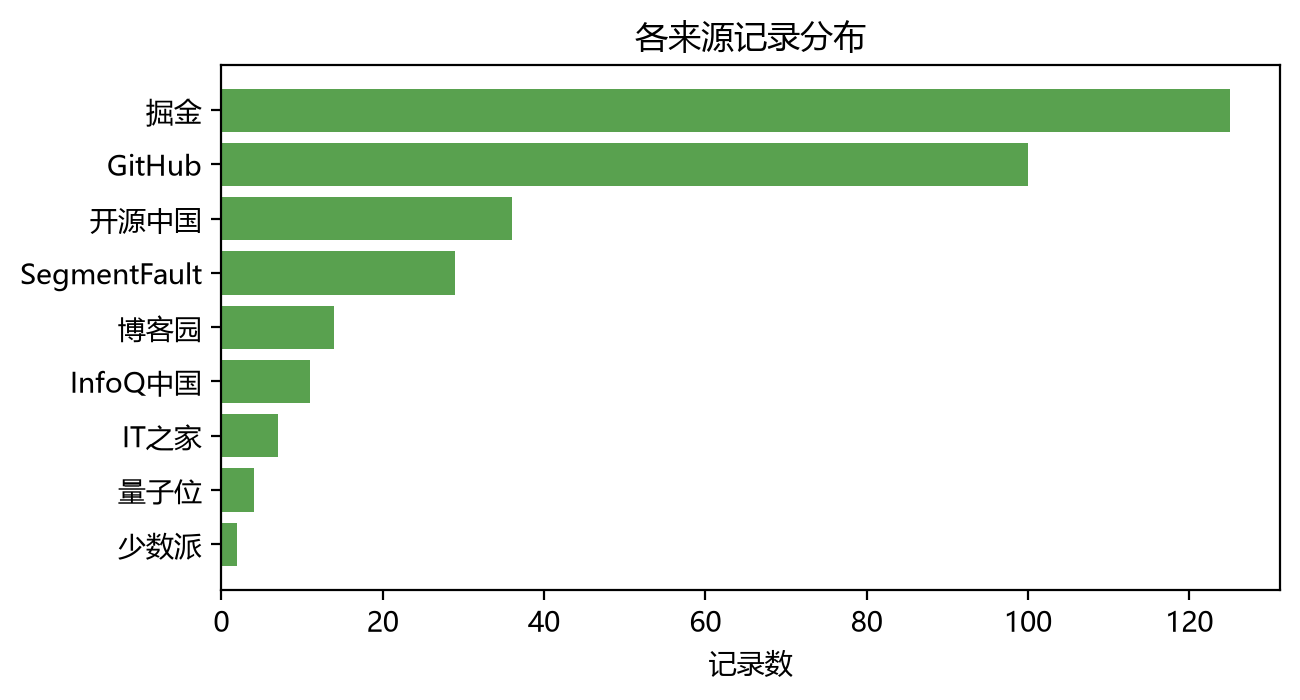 各来源记录分布
掘金
GitHub
开源中国
SegmentFault
博客园
InfoQ中国
IT之家
量子位
少数派
0 20 40 60 80 100 120
记录数